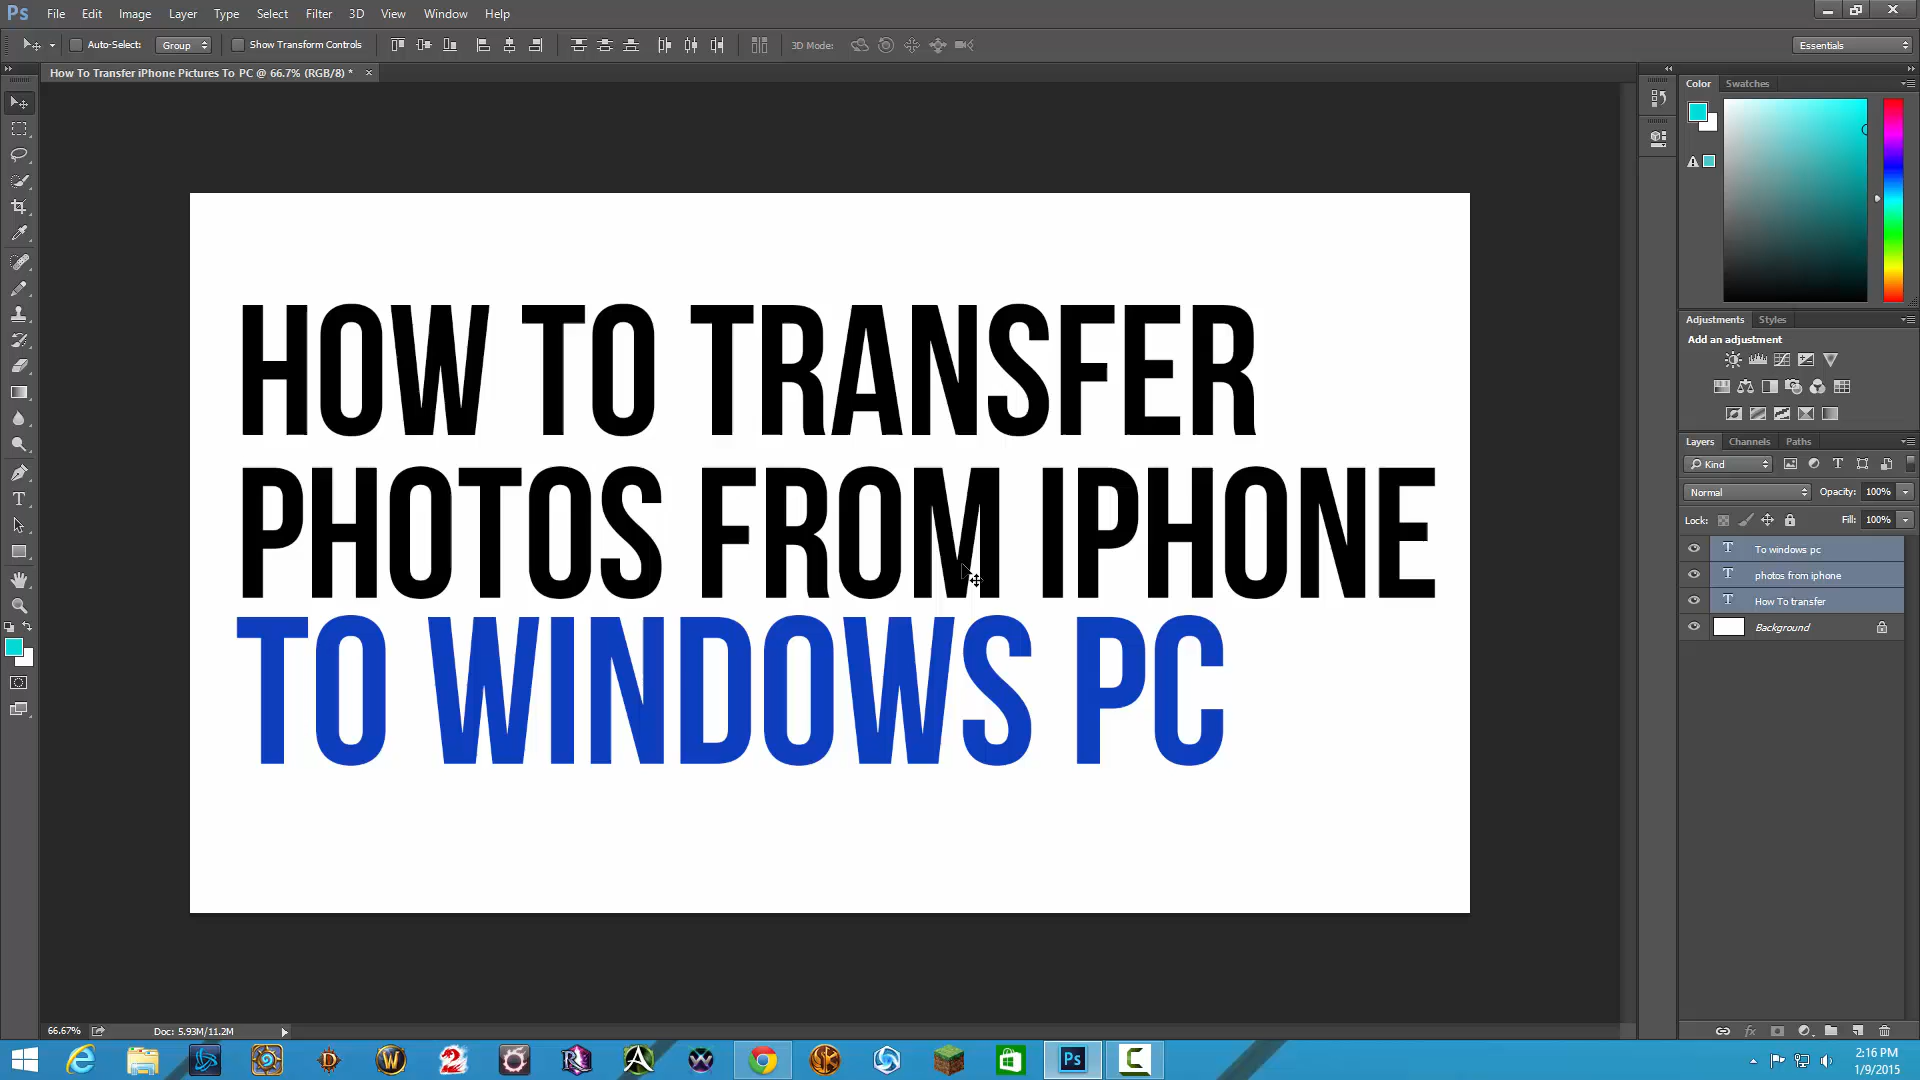 Ps File Edit Image Layer Type Select Filter 3D View Window Help
Auto-Select: Group Show Transform Controls 3D Mode: Essentials
How To Transfer iPhone Pictures To PC @ 66.7% (RGB/8) * ×
Color Swatches
HOW TO TRANSFER
PHOTOS FROM IPHONE
TO WINDOWS PC
Adjustments Styles
Add an adjustment
Layers Channels Paths
Kind
Normal Opacity: 100%
Lock: Fill: 100%
T To windows pc
T photos from iphone
T How To transfer
Background
66.67% Doc: 5.93M/11.2M
fx
Ps C
2:16 PM
1/9/2015